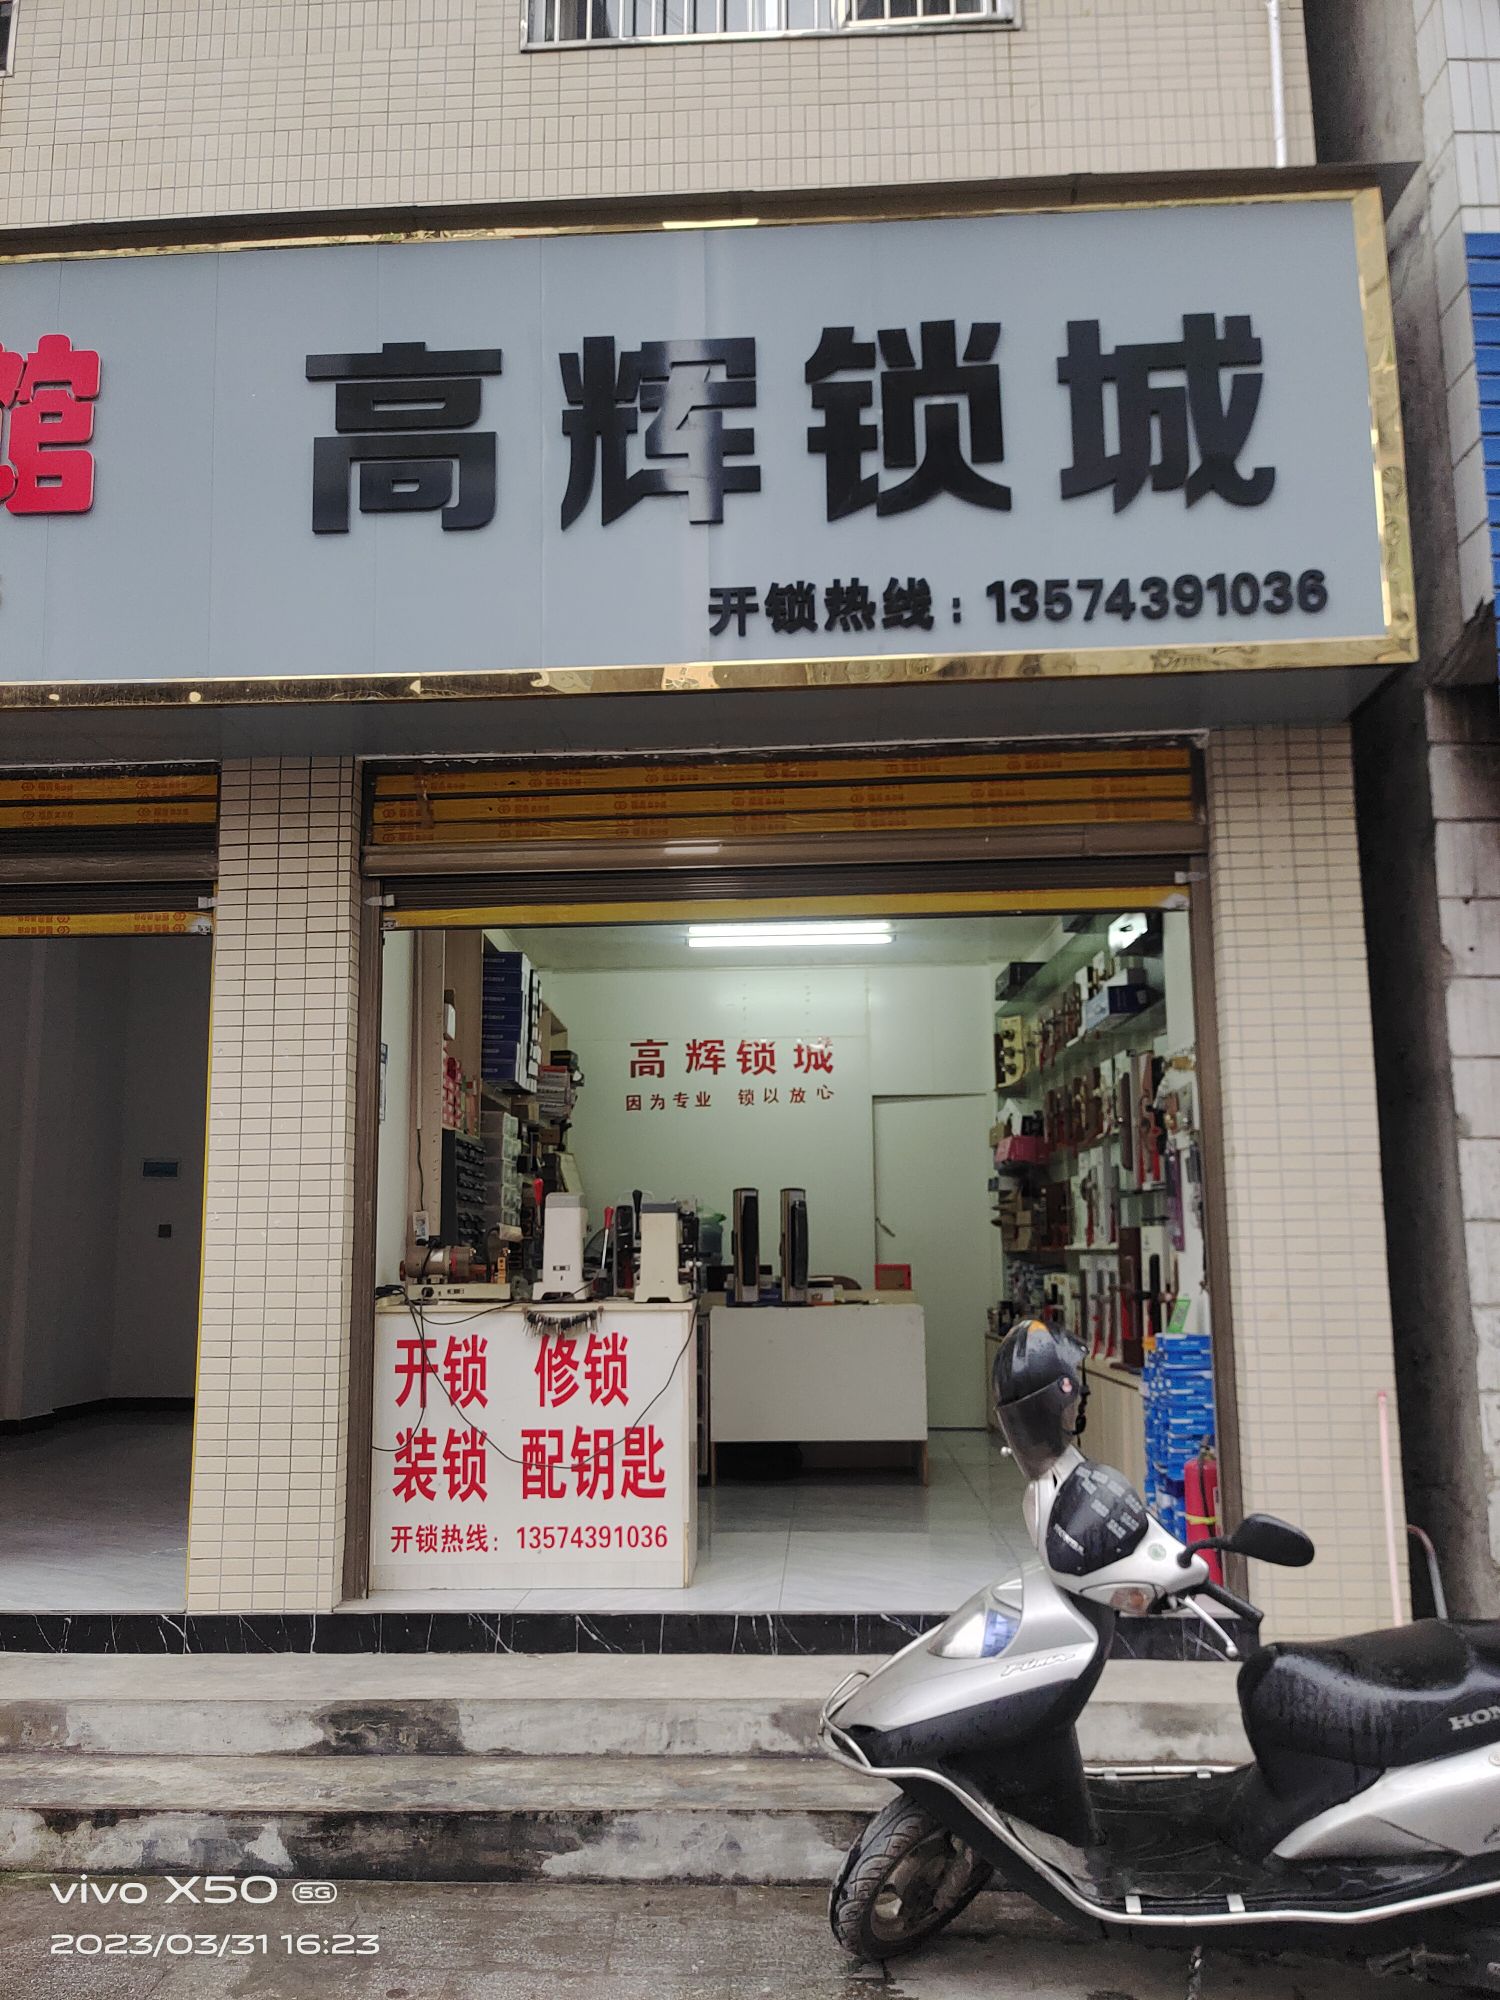 馆
高辉锁城
开锁热线：13574391036
高辉锁城
因为专业 锁以放心
开锁 修锁
装锁 配钥匙
开锁热线：13574391036
HON
vivo X50 5G
2023/03/31 16:23